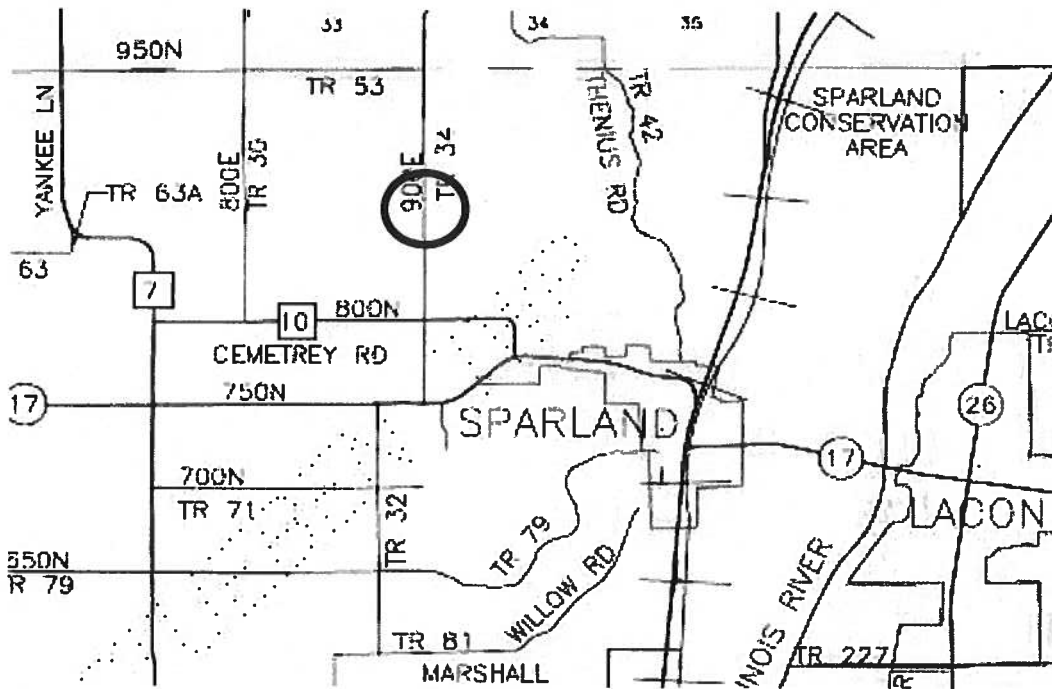 33
34
35
950N
TR 53
YANKEE LN
TR 63A
63
7
800E
TR 30
900E
TR 34
THENIUS RD
TR 42
SPARLAND
CONSERVATION
AREA
10
800N
CEMETREY RD
17
750N
SPARLAND
700N
TR 71
TR 32
TR 79
WILLOW RD
550N
R 79
TR 81
MARSHALL
17
26
LACON
INOIS RIVER
TR 227